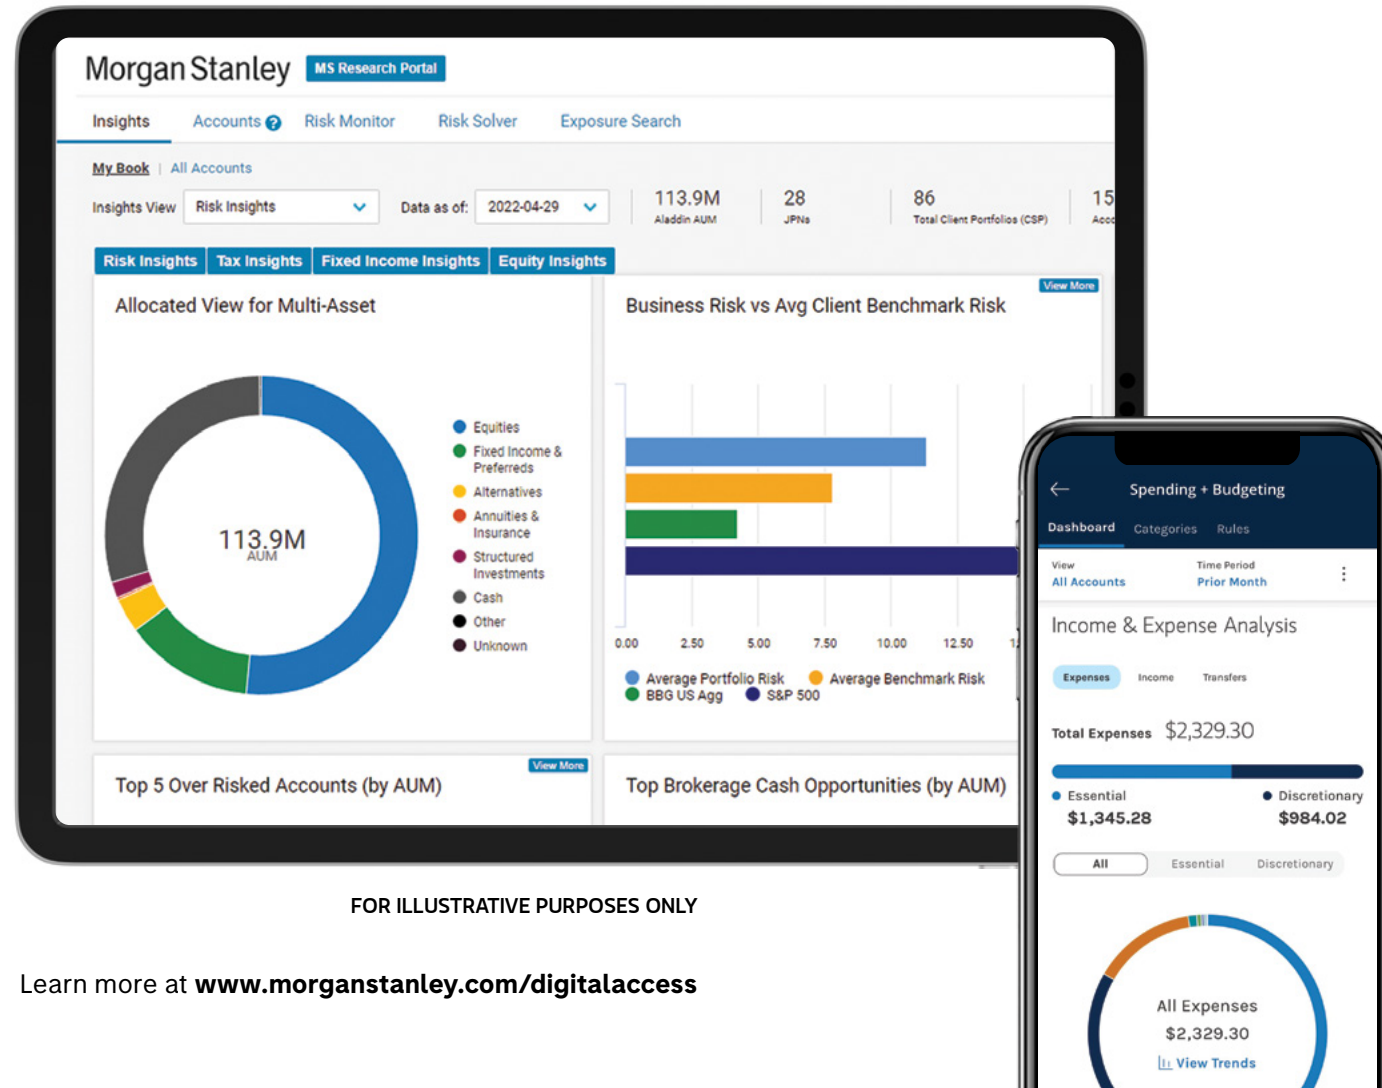 Morgan Stanley MS Research Portal
Insights Accounts ? Risk Monitor Risk Solver Exposure Search
My Book | All Accounts
Insights View Risk Insights Data as of: 2022-04-29
113.9M
Aladdin AUM
28
JPNs
86
Total Client Portfolios (CSP)
15
Risk Insights Tax Insights Fixed Income Insights Equity Insights
Allocated View for Multi-Asset
113.9M
AUM
Equities
Fixed Income &
Preferreds
Alternatives
Annuities &
Insurance
Structured
Investments
Cash
Other
Unknown
View More
Business Risk vs Avg Client Benchmark Risk
0.00 2.50 5.00 7.50 10.00 12.50
Average Portfolio Risk Average Benchmark Risk
BBG US Agg S&P 500
View More
Top 5 Over Risked Accounts (by AUM)
Top Brokerage Cash Opportunities (by AUM)
Spending + Budgeting
Dashboard Categories Rules
View
All Accounts
Time Period
Prior Month
Income & Expense Analysis
Expenses Income Transfers
Total Expenses $2,329.30
Essential
$1,345.28
Discretionary
$984.02
All Essential Discretionary
All Expenses
$2,329.30
View Trends
FOR ILLUSTRATIVE PURPOSES ONLY
Learn more at www.morganstanley.com/digitalaccess